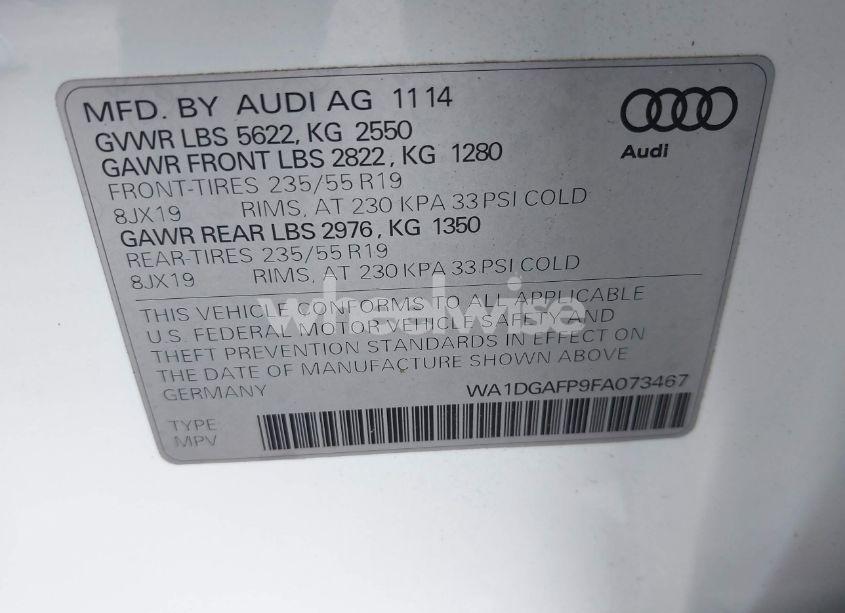 MFD. BY AUDI AG 11 14
GVWR LBS 5622, KG 2550
GAWR FRONT LBS 2822, KG 1280
FRONT-TIRES 235/55 R19
8JX19 RIMS, AT 230 KPA 33 PSI COLD
GAWR REAR LBS 2976, KG 1350
REAR-TIRES 235/55 R19
8JX19 RIMS, AT 230 KPA 33 PSI COLD
THIS VEHICLE CONFORMS TO ALL APPLICABLE
U.S. FEDERAL MOTOR VEHICLE SAFETY AND
THEFT PREVENTION STANDARDS IN EFFECT ON
THE DATE OF MANUFACTURE SHOWN ABOVE
GERMANY WA1DGAFP9FA073467
TYPE:
MPV
Audi
wheelwise